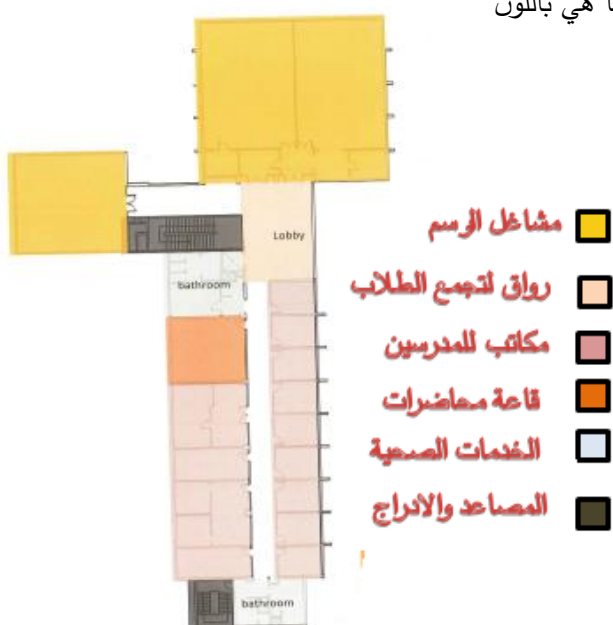 هي باللون
Lobby
bathroom
bathroom
مشاغل الرسم
رواق لتجمع الطلاب
مكاتب للمدرسين
قاعة محاضرات
الخدمات الصحية
المصاعد والادراج